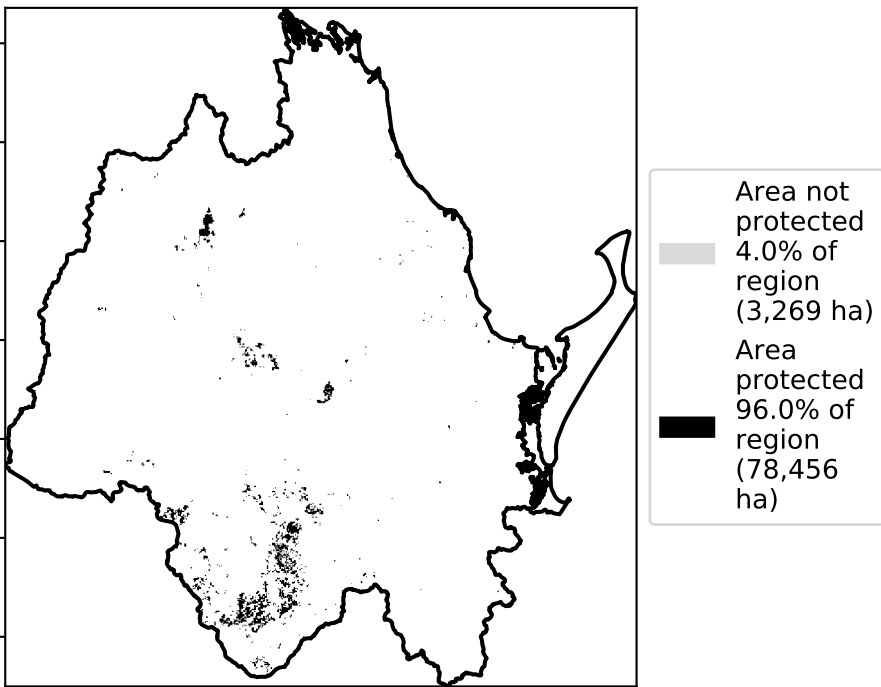 Area not
protected
4.0% of
region
(3,269 ha)
Area
protected
96.0% of
region
(78,456
ha)